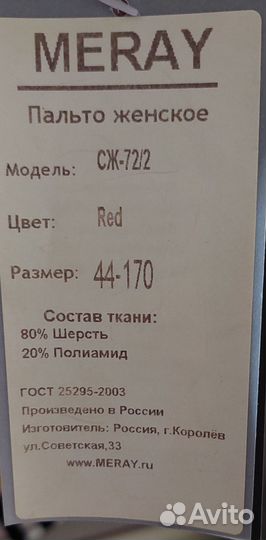 MERAY
Пальто женское
Модель: СЖ-72/2
Цвет: Red
Размер: 44-170
Состав ткани:
80% Шерсть
20% Полиамид
ГОСТ 25295-2003
Произведено в России
Изготовитель: Россия, г.Королёв
ул.Советская,33
www.MERAY.ru
Avito